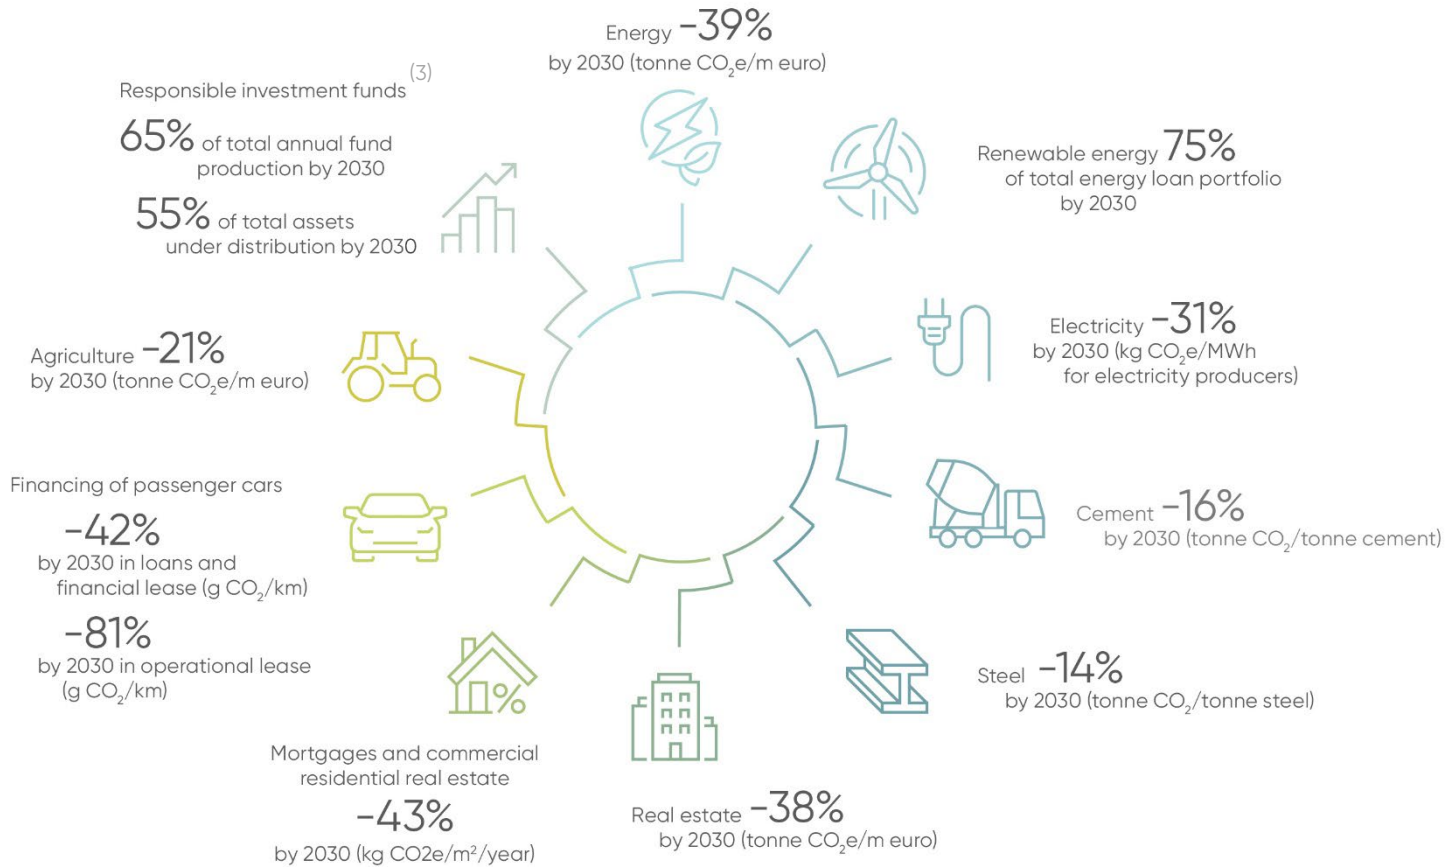 Energy -39%
by 2030 (tonne CO₂e/m euro)
Renewable energy 75%
of total energy loan portfolio
by 2030
Electricity -31%
by 2030 (kg CO₂e/MWh
for electricity producers)
Cement -16%
by 2030 (tonne CO₂/tonne cement)
Steel -14%
by 2030 (tonne CO₂/tonne steel)
Real estate -38%
by 2030 (tonne CO₂e/m euro)
Mortgages and commercial
residential real estate
-43%
by 2030 (kg CO2e/m²/year)
%
Financing of passenger cars
-42%
by 2030 in loans and
financial lease (g CO₂/km)
-81%
by 2030 in operational lease
(g CO₂/km)
Agriculture -21%
by 2030 (tonne CO₂e/m euro)
Responsible investment funds (3)
65% of total annual fund
production by 2030
55% of total assets
under distribution by 2030